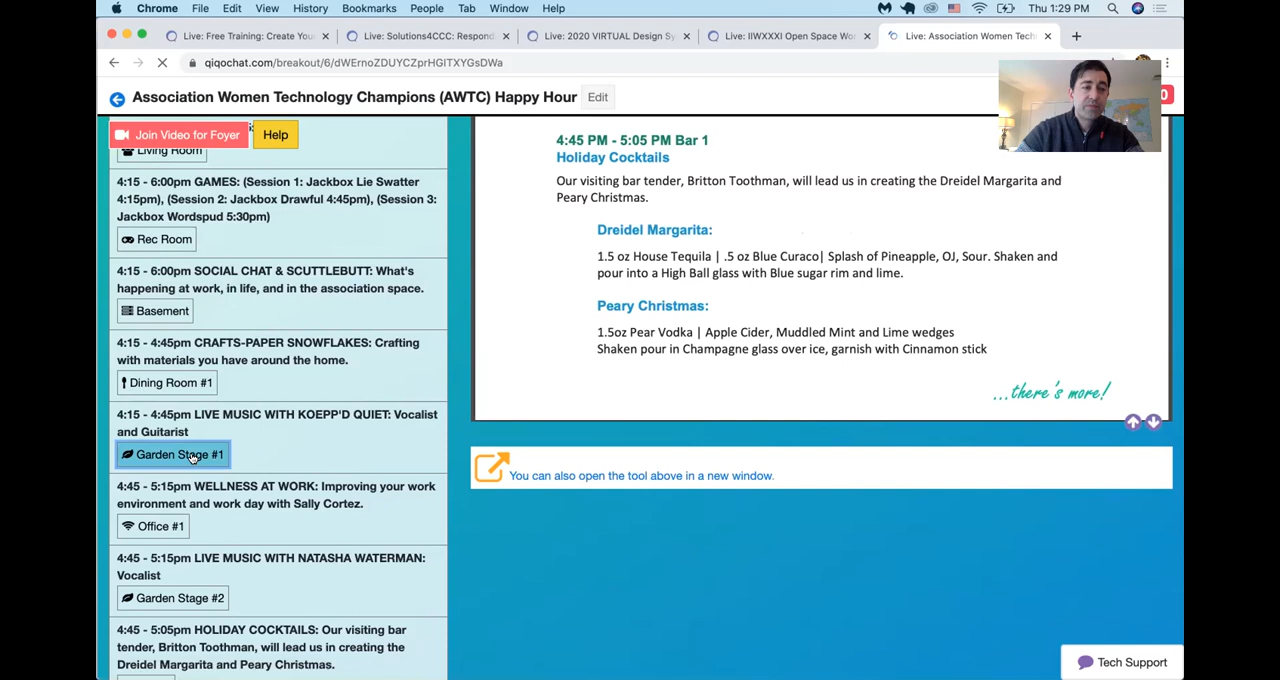 Chrome File Edit View History Bookmarks People Tab Window Help Thu 1:29 PM
Live: Free Training: Create You
Live: Solutions4CCC: Respond
Live: 2020 VIRTUAL Design Sy
Live: IIWXXXI Open Space Wo
Live: Association Women Tech
qiqochat.com/breakout/6/dWErnoZDUYCZprHGlTXYGsDWa
Association Women Technology Champions (AWTC) Happy Hour Edit
Join Video for Foyer Help
Living Room
4:15 - 6:00pm GAMES: (Session 1: Jackbox Lie Swatter
4:15pm), (Session 2: Jackbox Drawful 4:45pm), (Session 3:
Jackbox Wordspud 5:30pm)
Rec Room
4:15 - 6:00pm SOCIAL CHAT & SCUTTLEBUTT: What's
happening at work, in life, and in the association space.
Basement
4:15 - 4:45pm CRAFTS-PAPER SNOWFLAKES: Crafting
with materials you have around the home.
Dining Room #1
4:15 - 4:45pm LIVE MUSIC WITH KOEPP'D QUIET: Vocalist
and Guitarist
Garden Stage #1
4:45 - 5:15pm WELLNESS AT WORK: Improving your work
environment and work day with Sally Cortez.
Office #1
4:45 - 5:15pm LIVE MUSIC WITH NATASHA WATERMAN:
Vocalist
Garden Stage #2
4:45 - 5:05pm HOLIDAY COCKTAILS: Our visiting bar
tender, Britton Toothman, will lead us in creating the
Dreidel Margarita and Peary Christmas.
4:45 PM - 5:05 PM Bar 1
Holiday Cocktails
Our visiting bar tender, Britton Toothman, will lead us in creating the Dreidel Margarita and
Peary Christmas.
Dreidel Margarita:
1.5 oz House Tequila | .5 oz Blue Curaco| Splash of Pineapple, OJ, Sour. Shaken and
pour into a High Ball glass with Blue sugar rim and lime.
Peary Christmas:
1.5oz Pear Vodka | Apple Cider, Muddled Mint and Lime wedges
Shaken pour in Champagne glass over ice, garnish with Cinnamon stick
...there's more!
You can also open the tool above in a new window.
Tech Support